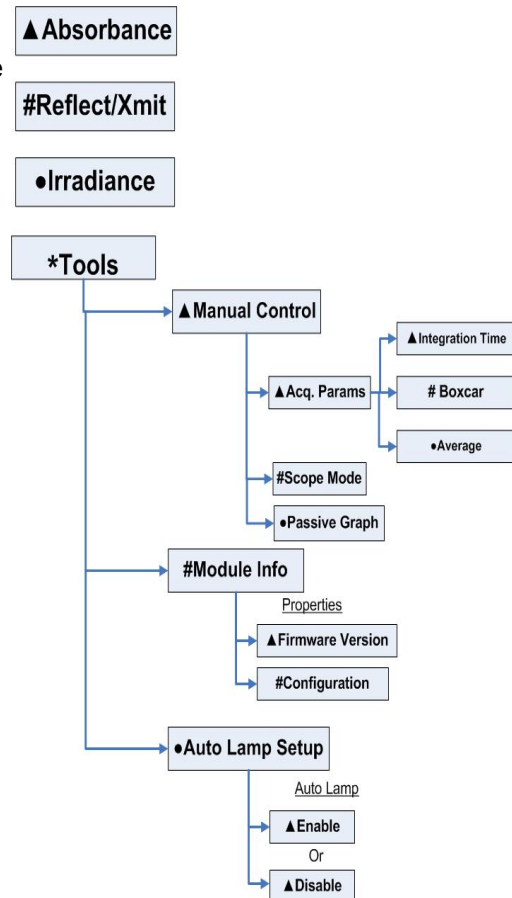 ▲Absorbance
e
#Reflect/Xmit
●Irradiance
*Tools
▲Manual Control
▲Integration Time
▲Acq. Params
# Boxcar
●Average
#Scope Mode
●Passive Graph
#Module Info
Properties
▲Firmware Version
#Configuration
●Auto Lamp Setup
Auto Lamp
▲Enable
Or
▲Disable